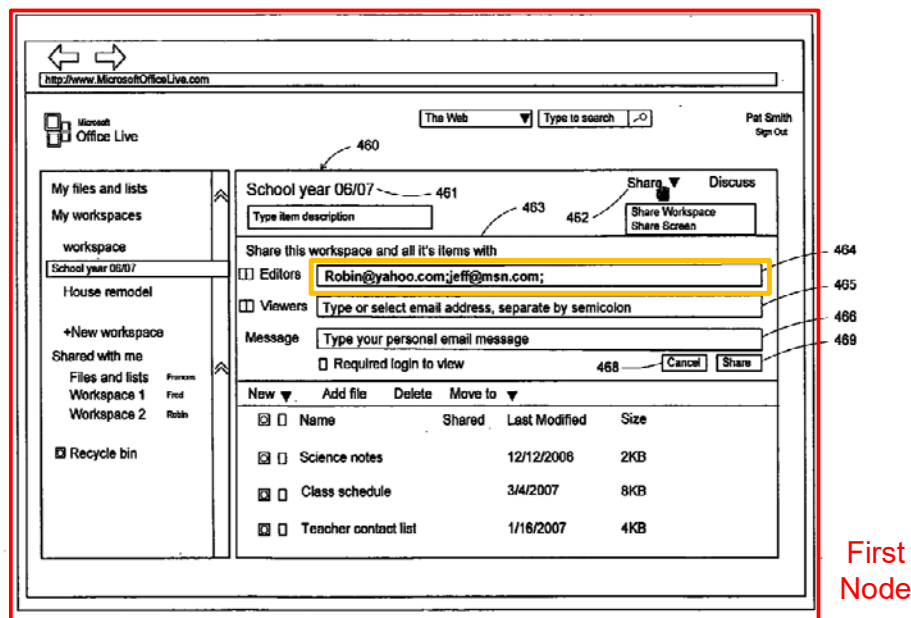 http://www.MicrosoftOfficeLive.com
Microsoft
Office Live
The Web ▼ Type to search
Pat Smith
Sign Out
460
My files and lists
My workspaces
workspace
School year 06/07
House remodel
+New workspace
Shared with me
Files and lists Frances
Workspace 1 Fred
Workspace 2 Robin
Recycle bin
School year 06/07 461
Share ▼ Discuss
Type item description
463
462
Share Workspace
Share Screen
Share this workspace and all it's items with
464
Editors Robin@yahoo.com;jeff@msn.com;
465
Viewers Type or select email address, separate by semicolon
466
Message Type your personal email message
469
Required login to view
468 Cancel Share
New ▼ Add file Delete Move to ▼
Name Shared Last Modified Size
Science notes 12/12/2006 2KB
Class schedule 3/4/2007 8KB
Teacher contact list 1/16/2007 4KB
First
Node